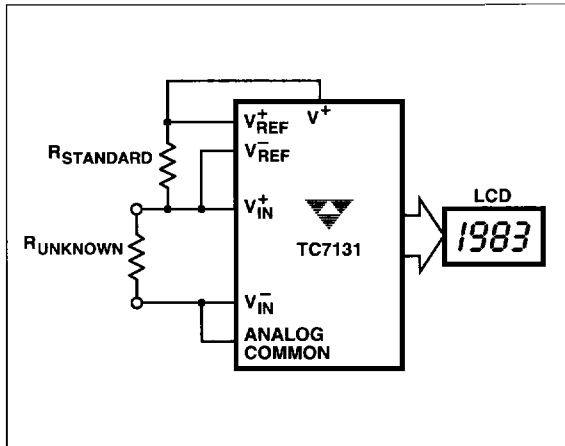 V⁺
V⁺REF
RSTANDARD
V⁻REF
V⁺IN
LCD
1983
RUNKNOWN
TC7131
V⁻IN
ANALOG
COMMON